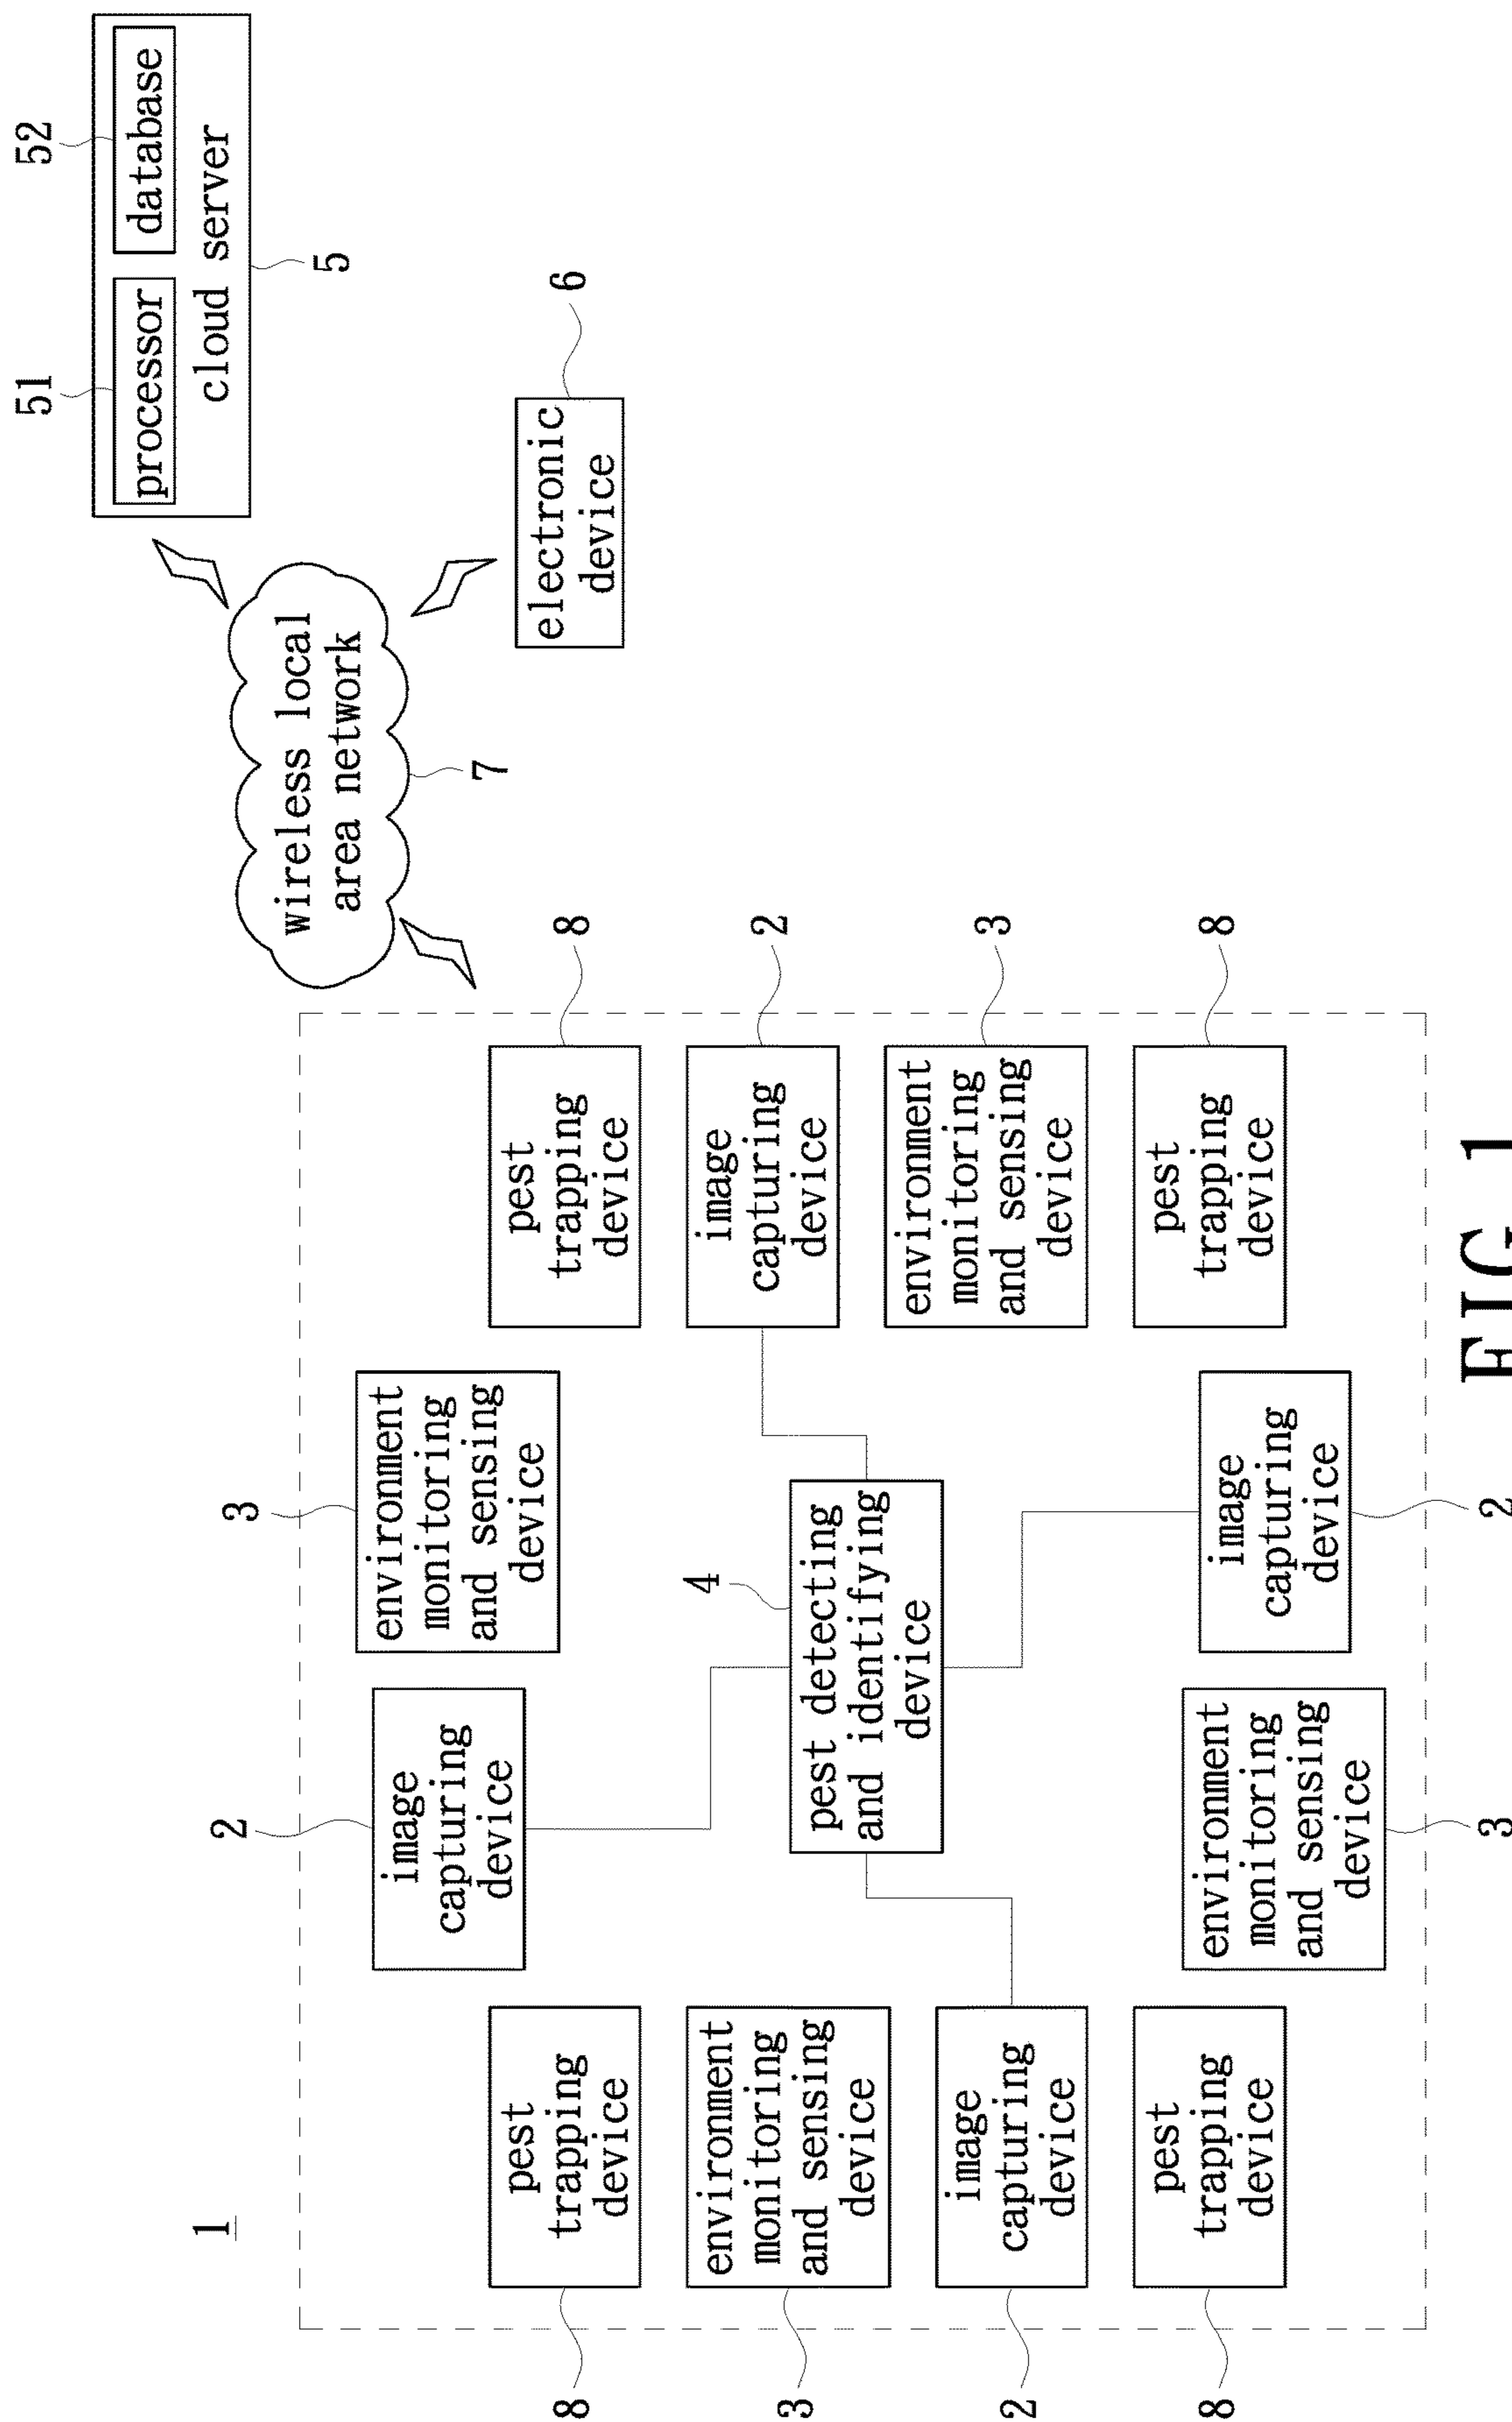 1
51
52
processor
database
cloud server
5
wireless local
area network
7
electronic
device
6
2
image
capturing
device
3
environment
monitoring
and sensing
device
8
pest
trapping
device
pest
trapping
device
8
3
environment
monitoring
and sensing
device
4
pest detecting
and identifying
device
image
capturing
device
2
2
image
capturing
device
environment
monitoring
and sensing
device
3
8
pest
trapping
device
environment
monitoring
and sensing
device
3
image
capturing
device
2
pest
trapping
device
8
FIG. 1